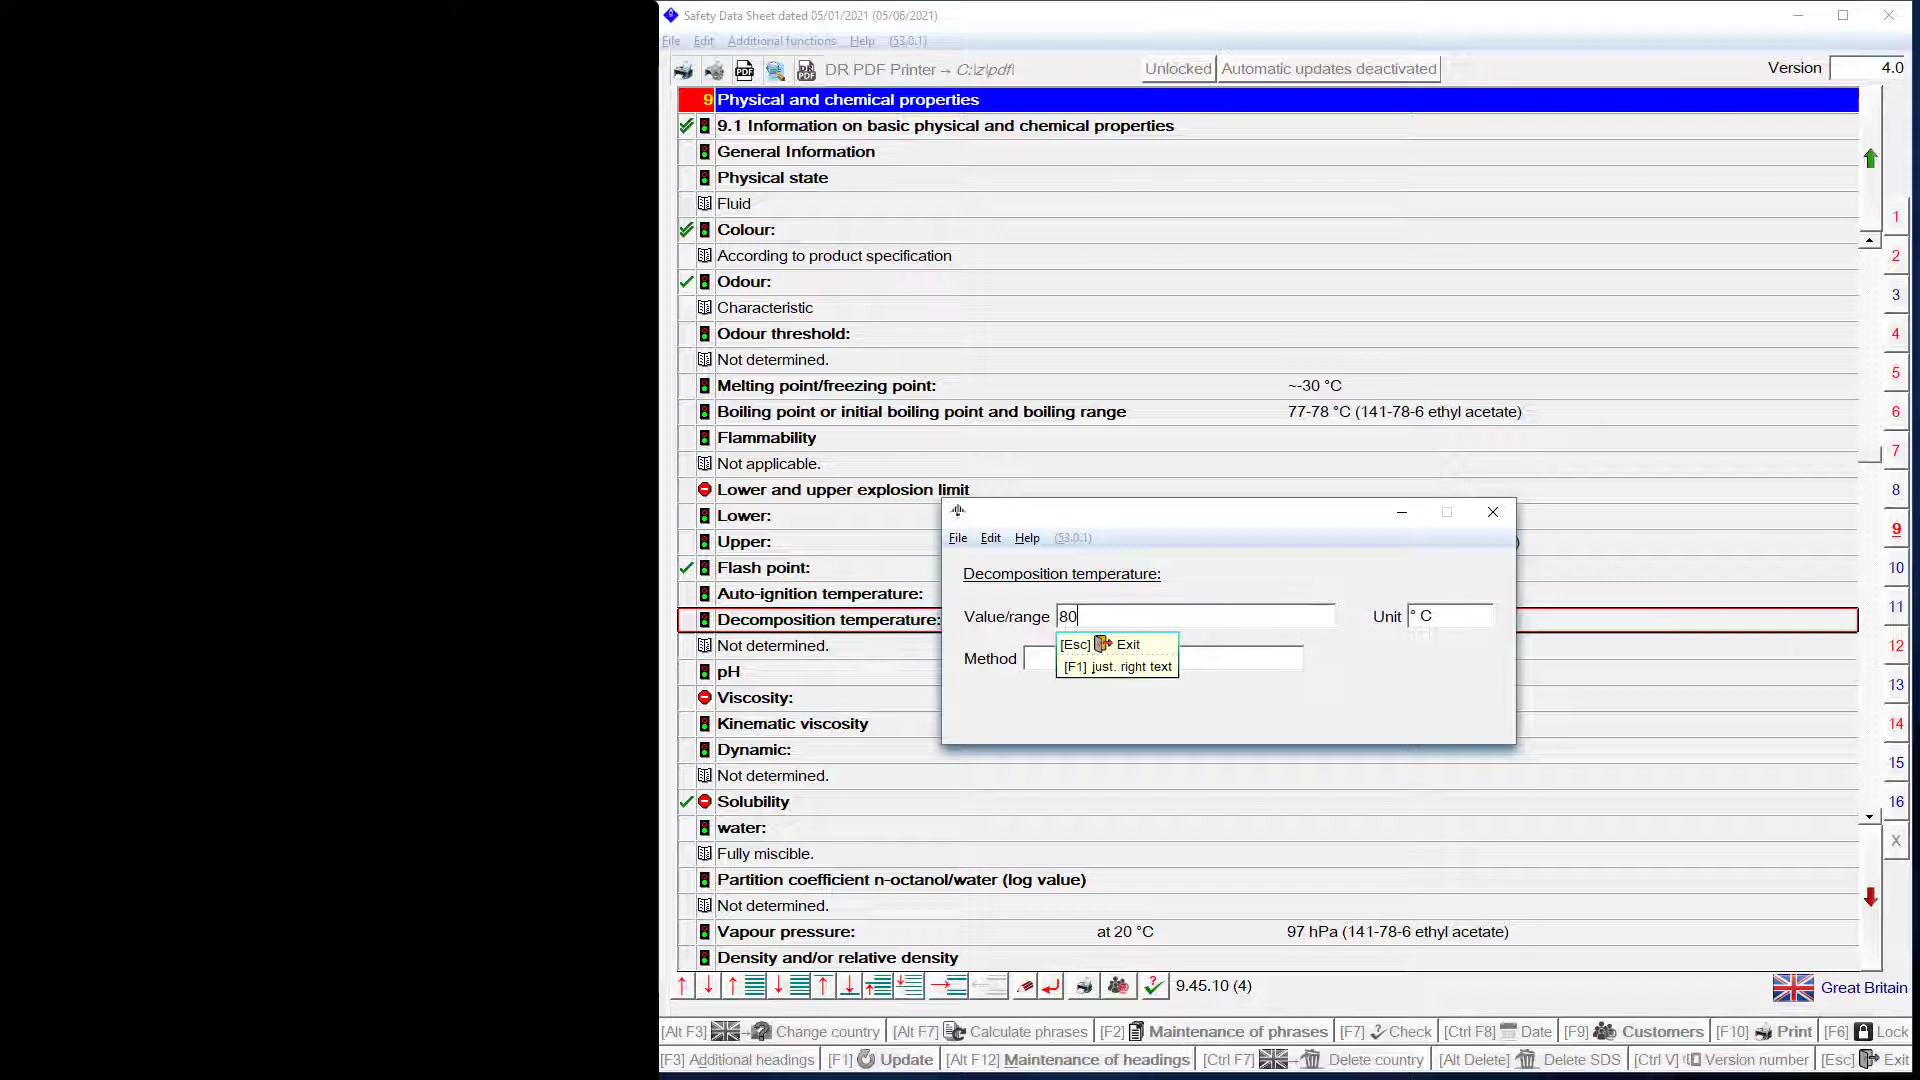 Safety Data Sheet dated 05/01/2021 (05/06/2021)
File Edit Additional functions Help (53.0.1)
PDF DR PDF DR PDF Printer → C:\z\pdf\ Unlocked Automatic updates deactivated Version 4.0
9 Physical and chemical properties
9.1 Information on basic physical and chemical properties
General Information
Physical state
Fluid
Colour:
According to product specification
Odour:
Characteristic
Odour threshold:
Not determined.
Melting point/freezing point: ~-30 °C
Boiling point or initial boiling point and boiling range 77-78 °C (141-78-6 ethyl acetate)
Flammability
Not applicable.
Lower and upper explosion limit
Lower:
Upper: )
Flash point:
Auto-ignition temperature:
Decomposition temperature:
Not determined.
pH
Viscosity:
Kinematic viscosity
Dynamic:
Not determined.
Solubility
water:
Fully miscible.
Partition coefficient n-octanol/water (log value)
Not determined.
Vapour pressure: at 20 °C 97 hPa (141-78-6 ethyl acetate)
Density and/or relative density
File Edit Help (53.0.1)
Decomposition temperature:
Value/range 80 Unit ° C
[Esc] Exit
[F1] just. right text
Method
1
2
3
4
5
6
7
8
9
10
11
12
13
14
15
16
X
9.45.10 (4) Great Britain
[Alt F3] Change country [Alt F7] Calculate phrases [F2] Maintenance of phrases [F7] Check [Ctrl F8] Date [F9] Customers [F10] Print [F6] Lock
[F3] Additional headings [F1] Update [Alt F12] Maintenance of headings [Ctrl F7] Delete country [Alt Delete] Delete SDS [Ctrl V] Version number [Esc] Exit